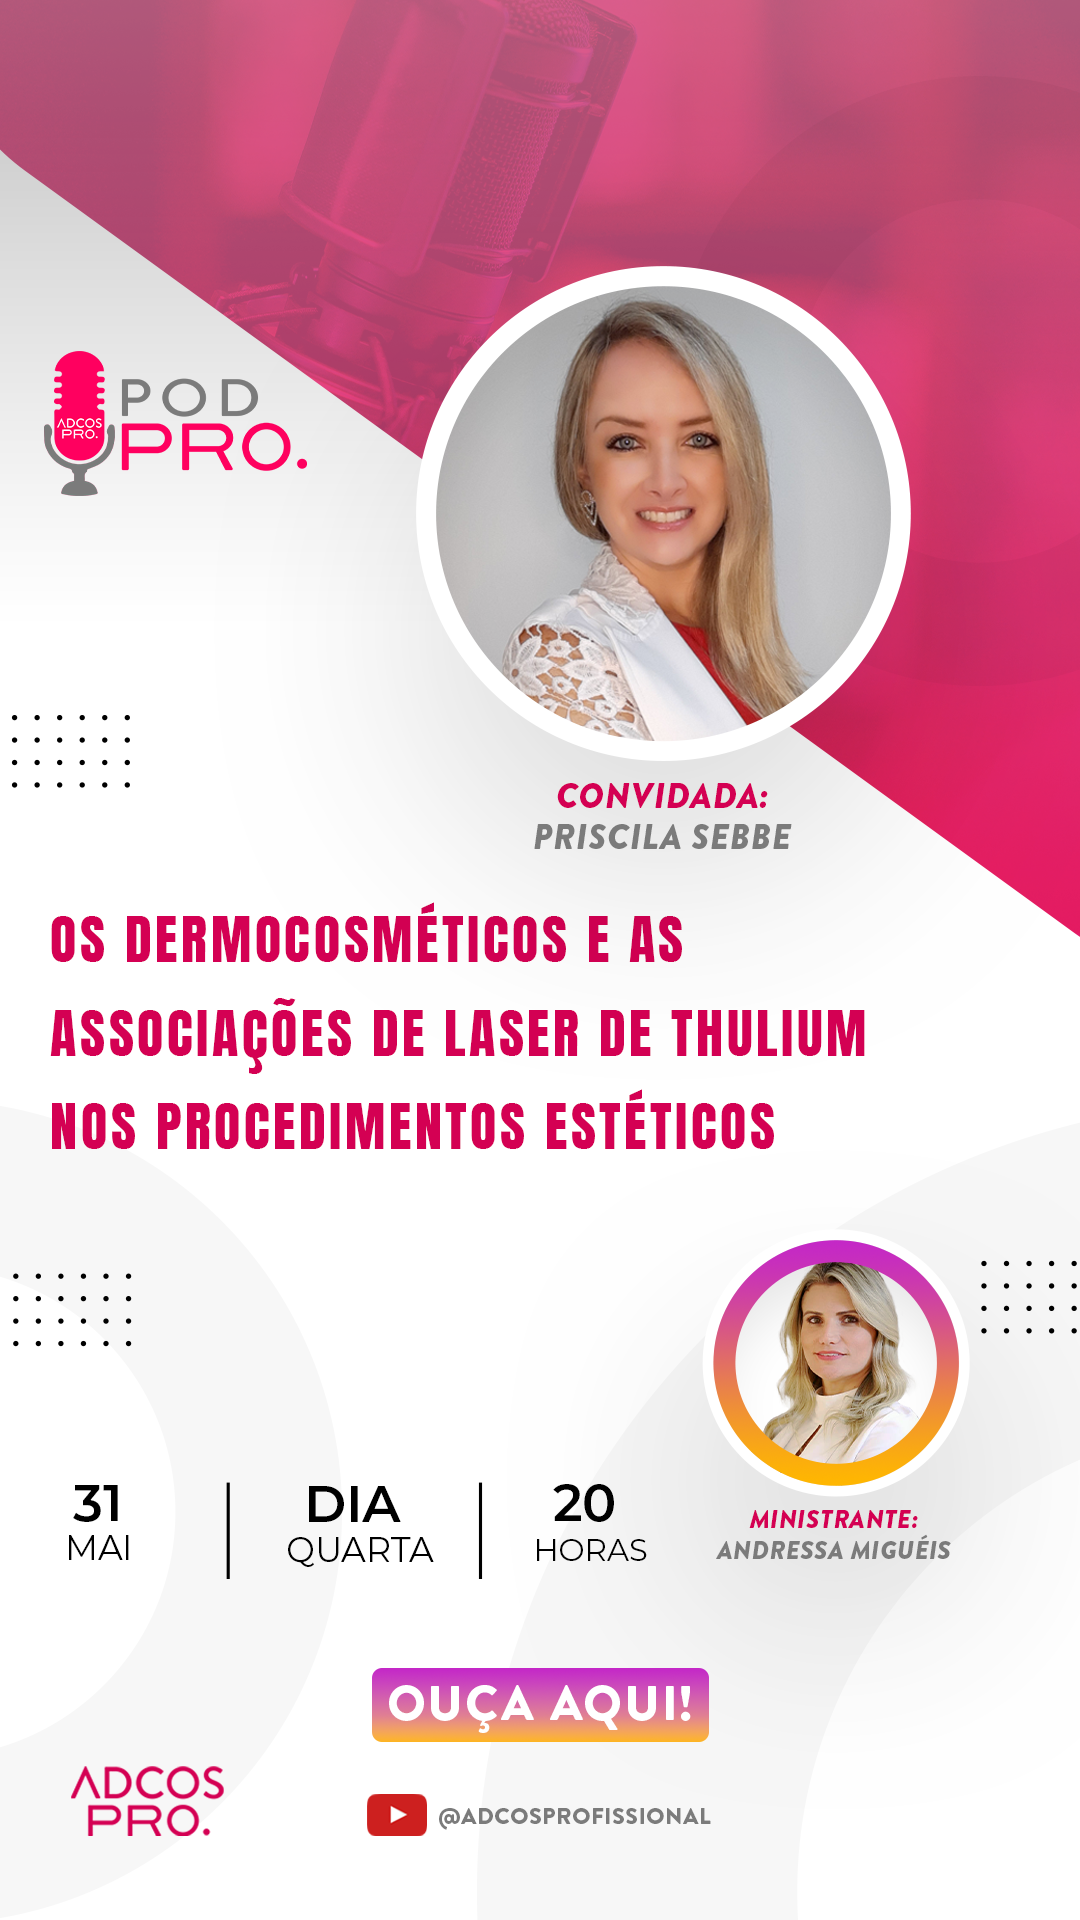 POD
ADCOS
PRO.
PRO.
CONVIDADA:
PRISCILA SEBBE
OS DERMOCOSMÉTICOS E AS
ASSOCIAÇÕES DE LASER DE THULIUM
NOS PROCEDIMENTOS ESTÉTICOS
31
MAI
DIA
QUARTA
20
HORAS
MINISTRANTE:
ANDRESSA MIGUÉIS
OUÇA AQUI!
ADCOS
PRO.
@ADCOSPROFISSIONAL